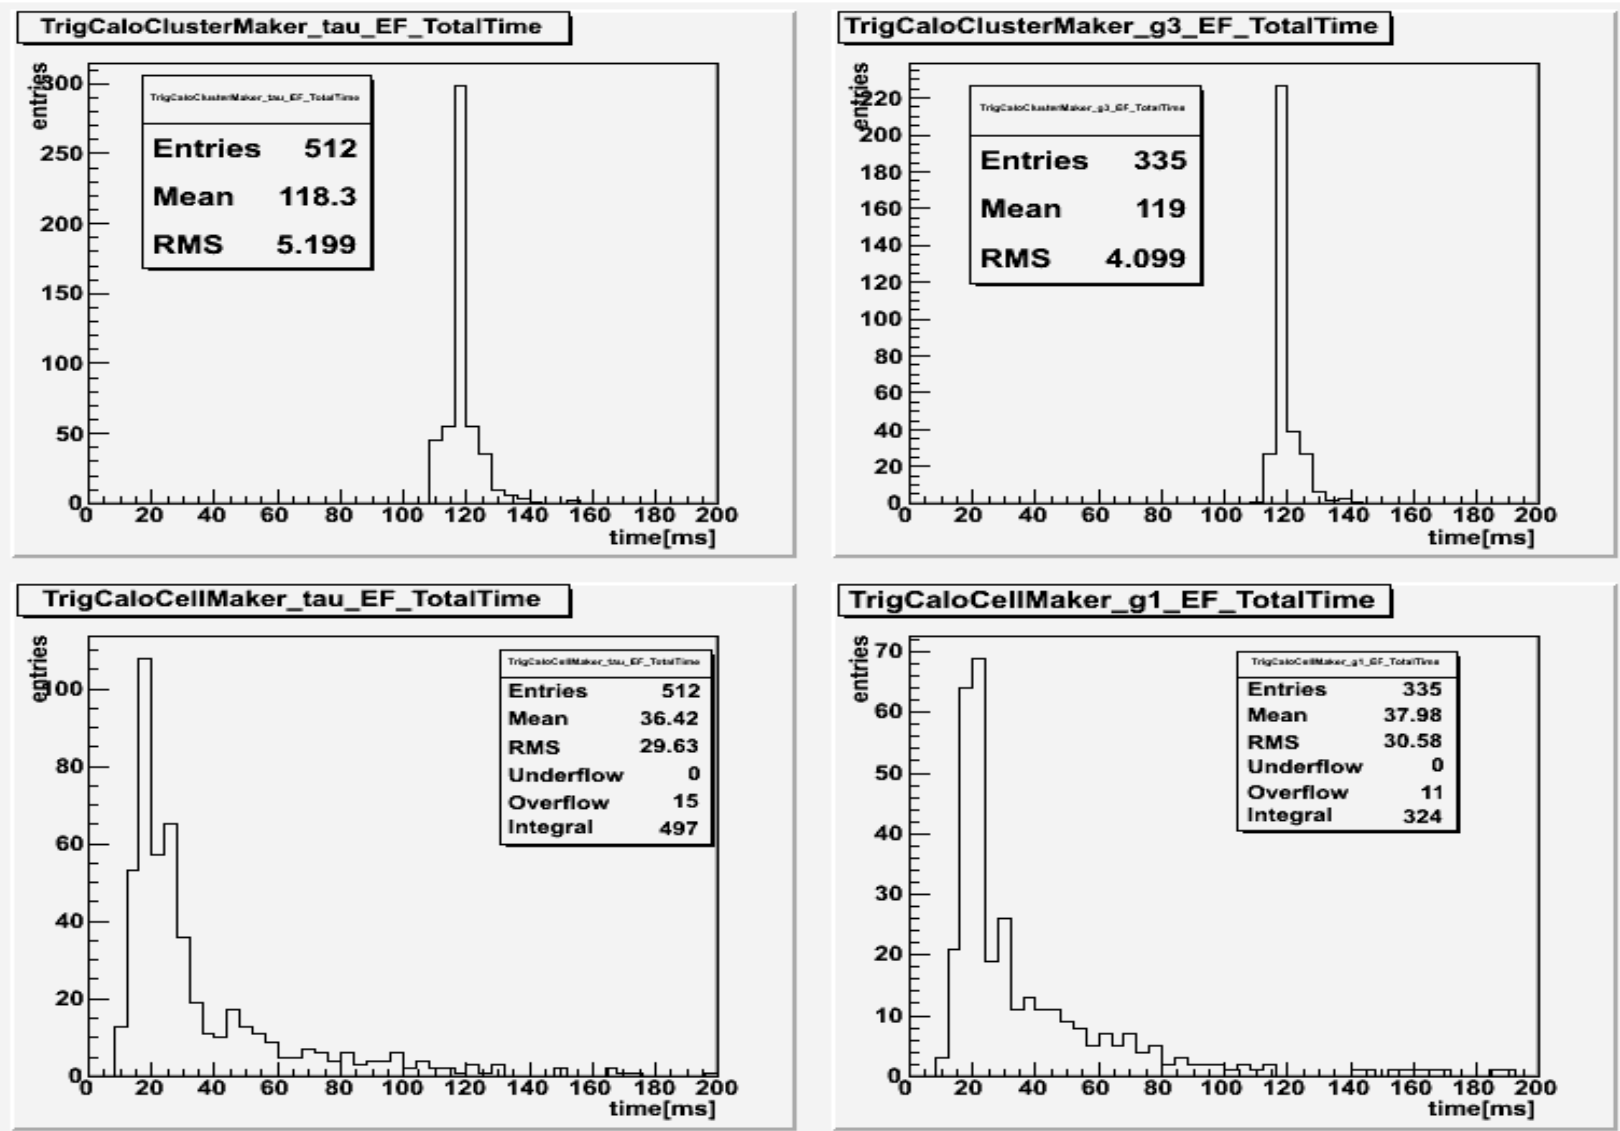 TrigCaloClusterMaker_tau_EF_TotalTime
entries
TrigCaloClusterMaker_tau_EF_TotalTime
Entries 512
Mean 118.3
RMS 5.199
300
250
200
150
100
50
0
0 20 40 60 80 100 120 140 160 180 200
time[ms]
TrigCaloClusterMaker_g3_EF_TotalTime
entries
TrigCaloClusterMaker_g3_EF_TotalTime
Entries 335
Mean 119
RMS 4.099
220
200
180
160
140
120
100
80
60
40
20
0
0 20 40 60 80 100 120 140 160 180 200
time[ms]
TrigCaloCellMaker_tau_EF_TotalTime
entries
TrigCaloCellMaker_tau_EF_TotalTime
Entries 512
Mean 36.42
RMS 29.63
Underflow 0
Overflow 15
Integral 497
100
80
60
40
20
0
0 20 40 60 80 100 120 140 160 180 200
time[ms]
TrigCaloCellMaker_g1_EF_TotalTime
entries
TrigCaloCellMaker_g1_EF_TotalTime
Entries 335
Mean 37.98
RMS 30.58
Underflow 0
Overflow 11
Integral 324
70
60
50
40
30
20
10
0
0 20 40 60 80 100 120 140 160 180 200
time[ms]